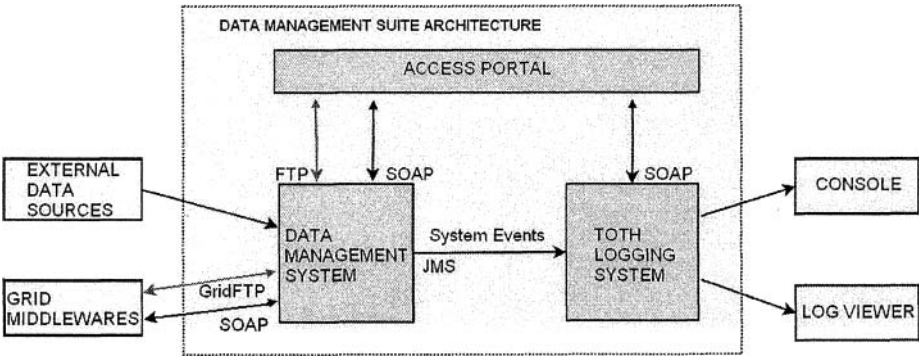 DATA MANAGEMENT SUITE ARCHITECTURE
ACCESS PORTAL
FTP
SOAP
SOAP
EXTERNAL
DATA
SOURCES
DATA
MANAGEMENT
SYSTEM
System Events
JMS
TOTH
LOGGING
SYSTEM
CONSOLE
GRID
MIDDLEWARES
GridFTP
SOAP
LOG VIEWER